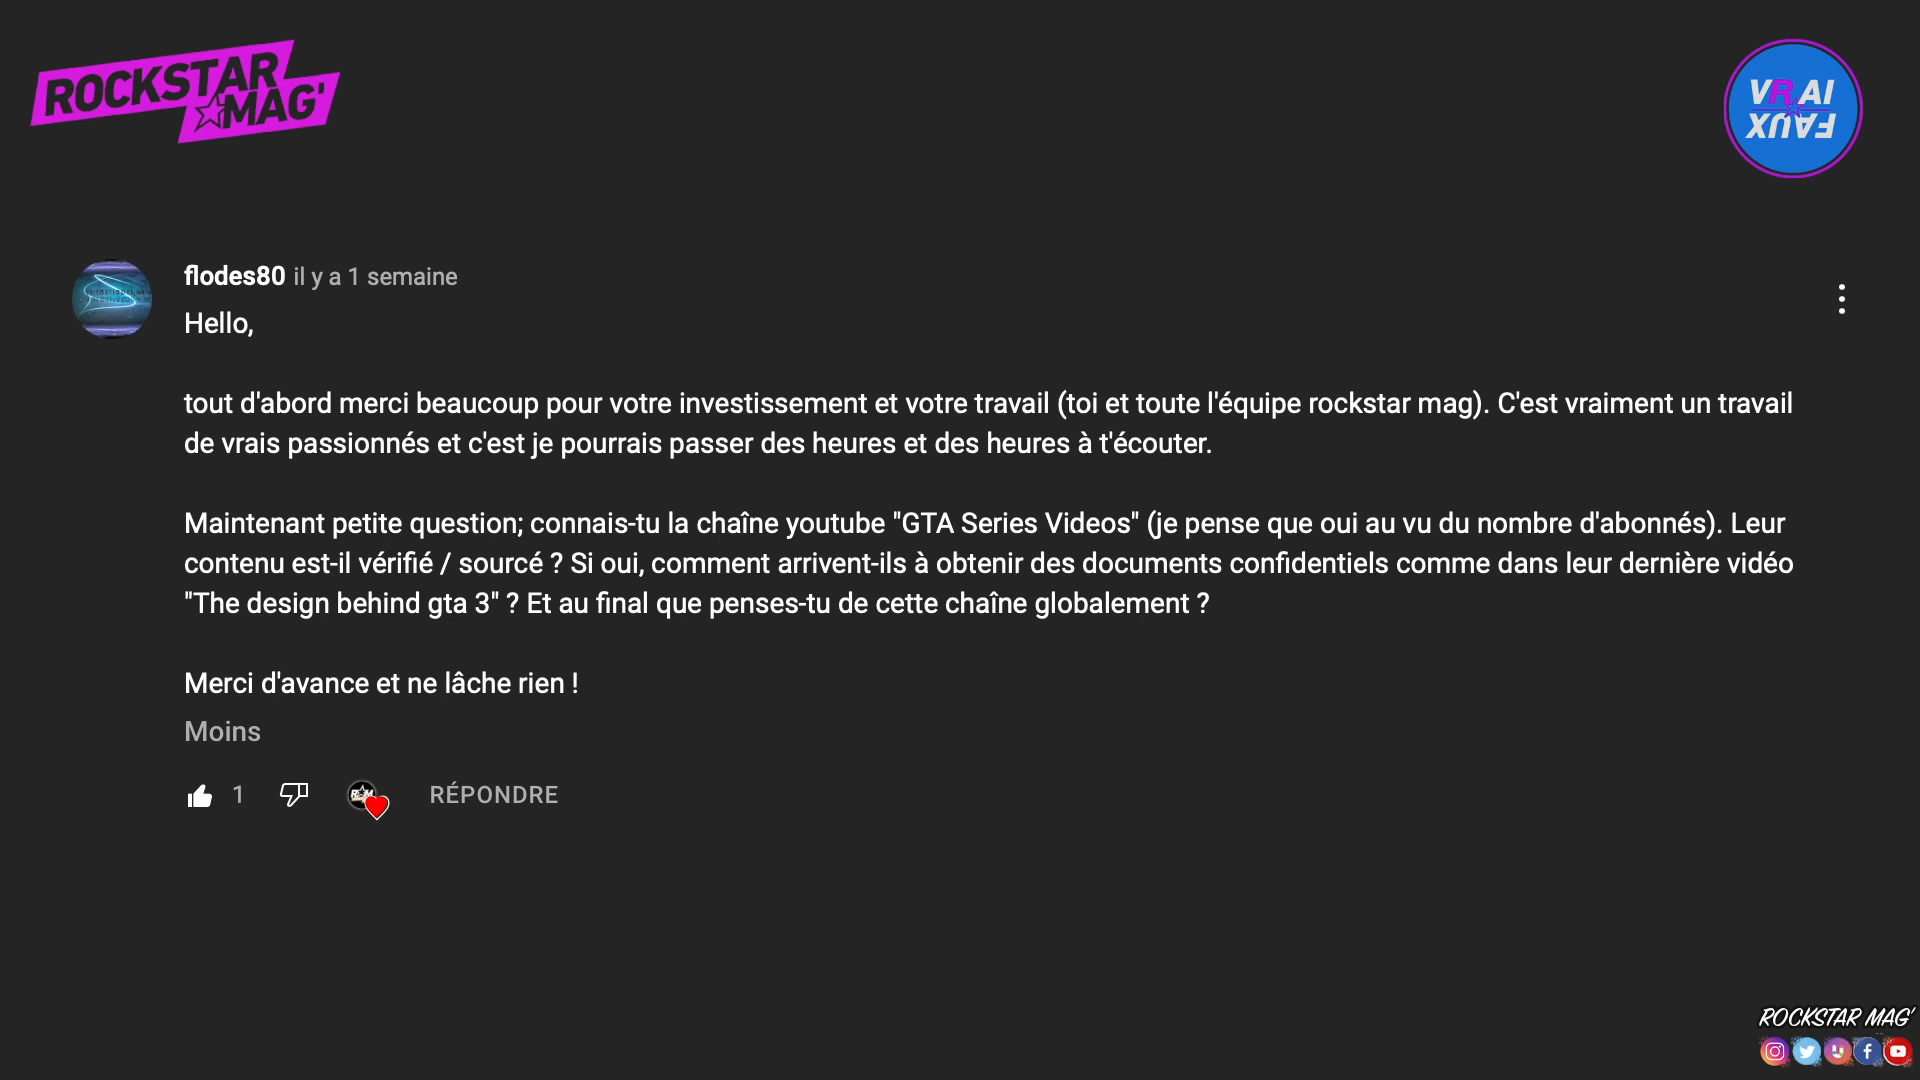 ROCKSTAR
MAG'
VRAI
FAUX
flodes80 il y a 1 semaine
Hello,
tout d'abord merci beaucoup pour votre investissement et votre travail (toi et toute l'équipe rockstar mag). C'est vraiment un travail
de vrais passionnés et c'est je pourrais passer des heures et des heures à t'écouter.
Maintenant petite question; connais-tu la chaîne youtube "GTA Series Videos" (je pense que oui au vu du nombre d'abonnés). Leur
contenu est-il vérifié / sourcé ? Si oui, comment arrivent-ils à obtenir des documents confidentiels comme dans leur dernière vidéo
"The design behind gta 3" ? Et au final que penses-tu de cette chaîne globalement ?
Merci d'avance et ne lâche rien !
Moins
1 RÉPONDRE
ROCKSTAR MAG'